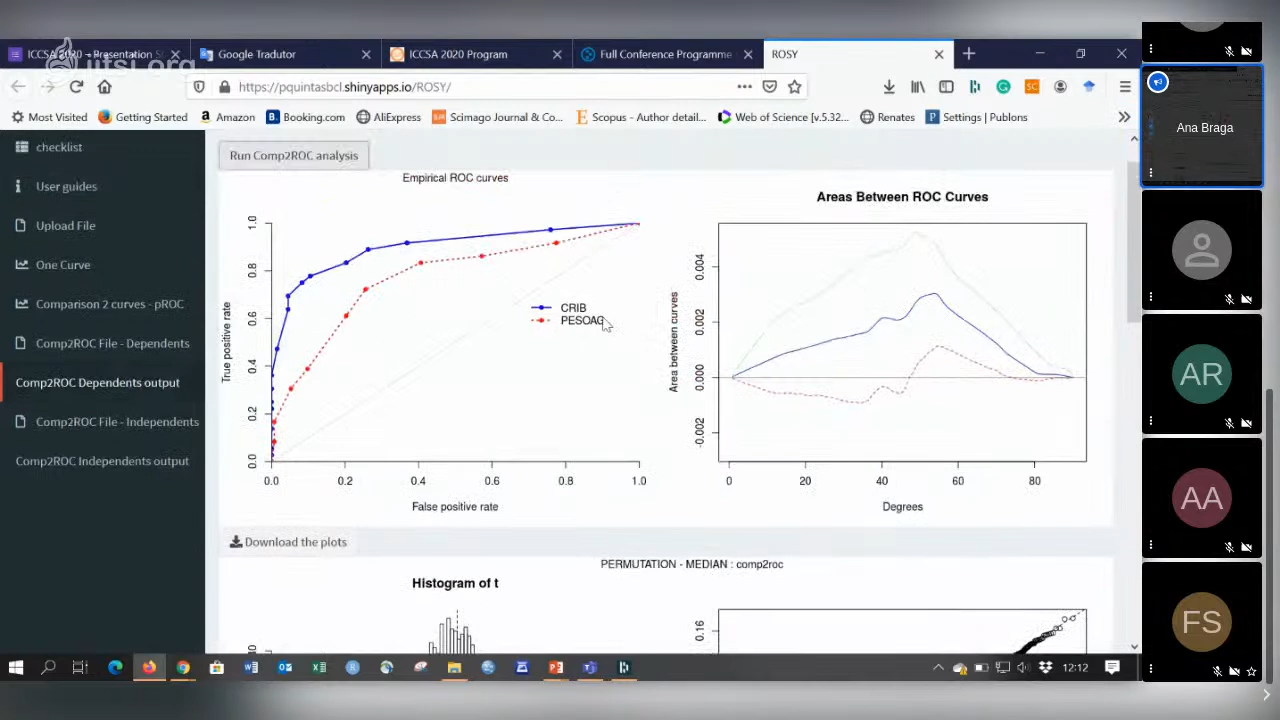 ICCSA 2020 – Presentation S
Google Tradutor
ICCSA 2020 Program
Full Conference Programme
ROSY
jitsi.org
https://pquintasbcl.shinyapps.io/ROSY/
Most Visited
Getting Started
Amazon
Booking.com
AliExpress
Scimago Journal & Co...
Scopus - Author detail...
Web of Science [v.5.32...
Renates
Settings | Publons
checklist
User guides
Upload File
One Curve
Comparison 2 curves - pROC
Comp2ROC File - Dependents
Comp2ROC Dependents output
Comp2ROC File - Independents
Comp2ROC Independents output
Run Comp2ROC analysis
Empirical ROC curves
True positive rate
1.0
0.8
0.6
0.4
0.2
0.0
CRIB
PESOAC
0.0 0.2 0.4 0.6 0.8 1.0
False positive rate
Areas Between ROC Curves
Area between curves
0.004
0.002
0.000
-0.002
0 20 40 60 80
Degrees
Download the plots
PERMUTATION - MEDIAN : comp2roc
Histogram of t
0.16
12:12
Ana Braga
AR
AA
FS